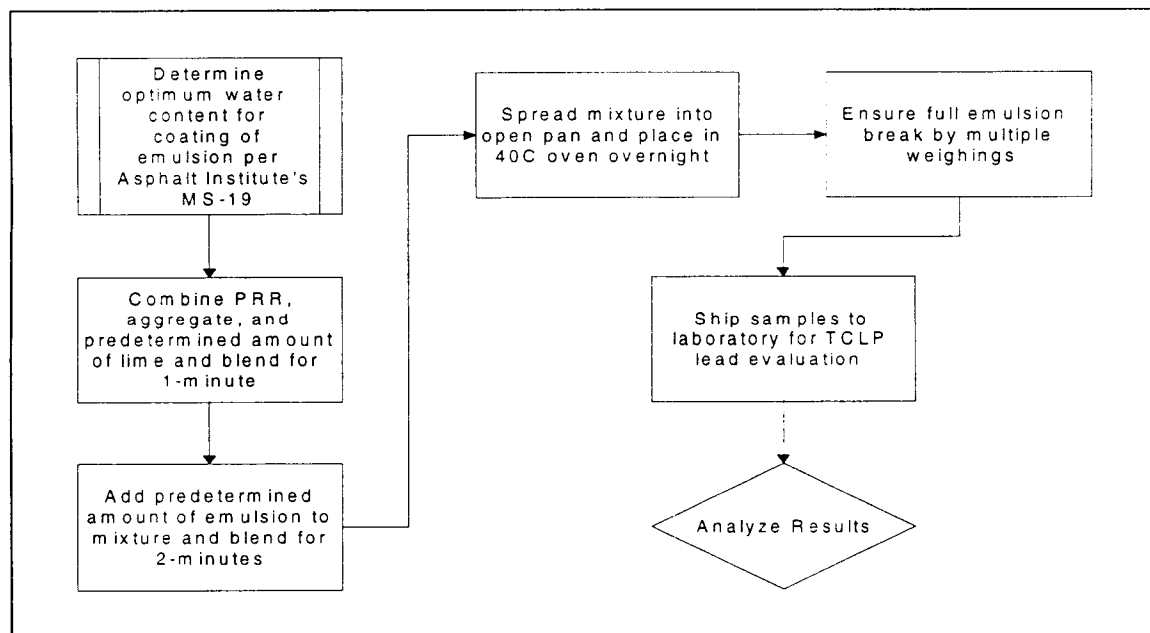 Determine
optimum water
content for
coating of
emulsion per
Asphalt Institute's
MS-19
Combine PRR,
aggregate, and
predetermined amount
of lime and blend for
1-minute
Add predetermined
amount of emulsion to
mixture and blend for
2-minutes
Spread mixture into
open pan and place in
40C oven overnight
Ensure full emulsion
break by multiple
weighings
Ship samples to
laboratory for TCLP
lead evaluation
Analyze Results